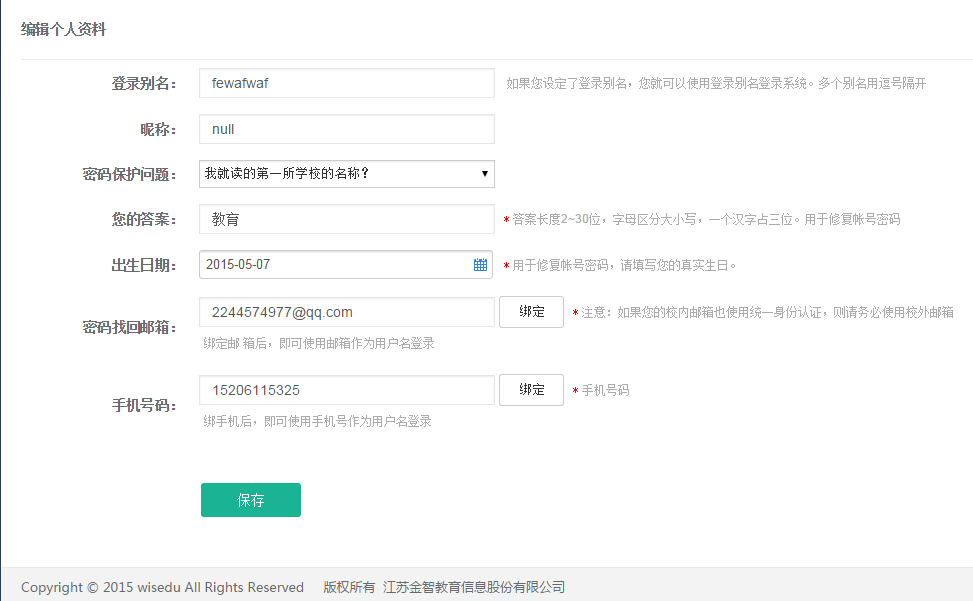 编辑个人资料
登录别名： fewafwaf 如果您设定了登录别名，您就可以使用登录别名登录系统。多个别名用逗号隔开
昵称： null
密码保护问题： 我就读的第一所学校的名称？
您的答案： 教育 * 答案长度2~30位，字母区分大小写，一个汉字占三位。用于修复帐号密码
出生日期： 2015-05-07 * 用于修复帐号密码，请填写您的真实生日。
密码找回邮箱： 2244574977@qq.com 绑定 * 注意：如果您的校内邮箱也使用统一身份认证，则请务必使用校外邮箱
绑定邮 箱后，即可使用邮箱作为用户名登录
手机号码： 15206115325 绑定 * 手机号码
绑手机后，即可使用手机号作为用户名登录
保存
Copyright © 2015 wisedu All Rights Reserved 版权所有 江苏金智教育信息股份有限公司